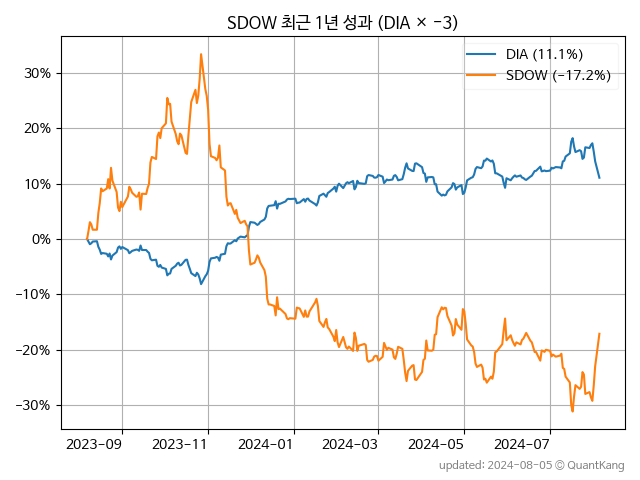 SDOW 최근 1년 성과 (DIA × -3)
DIA (11.1%)
SDOW (-17.2%)
30%
20%
10%
0%
-10%
-20%
-30%
2023-09 2023-11 2024-01 2024-03 2024-05 2024-07
updated: 2024-08-05 © QuantKang